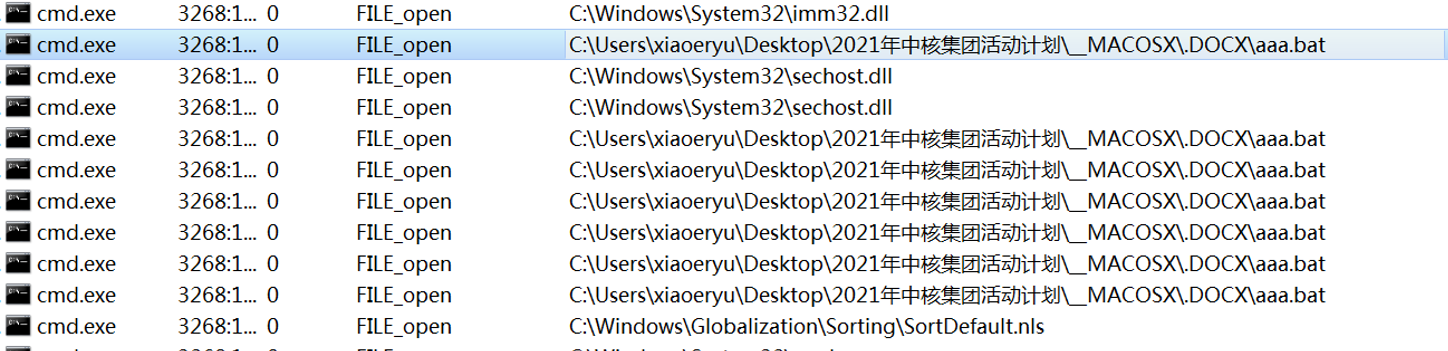 cmd.exe 3268:1... 0 FILE_open C:\Windows\System32\imm32.dll
cmd.exe 3268:1... 0 FILE_open C:\Users\xiaoeryu\Desktop\2021年中核集团活动计划\__MACOSX\.DOCX\aaa.bat
cmd.exe 3268:1... 0 FILE_open C:\Windows\System32\sechost.dll
cmd.exe 3268:1... 0 FILE_open C:\Windows\System32\sechost.dll
cmd.exe 3268:1... 0 FILE_open C:\Users\xiaoeryu\Desktop\2021年中核集团活动计划\__MACOSX\.DOCX\aaa.bat
cmd.exe 3268:1... 0 FILE_open C:\Users\xiaoeryu\Desktop\2021年中核集团活动计划\__MACOSX\.DOCX\aaa.bat
cmd.exe 3268:1... 0 FILE_open C:\Users\xiaoeryu\Desktop\2021年中核集团活动计划\__MACOSX\.DOCX\aaa.bat
cmd.exe 3268:1... 0 FILE_open C:\Users\xiaoeryu\Desktop\2021年中核集团活动计划\__MACOSX\.DOCX\aaa.bat
cmd.exe 3268:1... 0 FILE_open C:\Users\xiaoeryu\Desktop\2021年中核集团活动计划\__MACOSX\.DOCX\aaa.bat
cmd.exe 3268:1... 0 FILE_open C:\Users\xiaoeryu\Desktop\2021年中核集团活动计划\__MACOSX\.DOCX\aaa.bat
cmd.exe 3268:1... 0 FILE_open C:\Windows\Globalization\Sorting\SortDefault.nls
cmd.exe 3268:1... 0 FILE_open